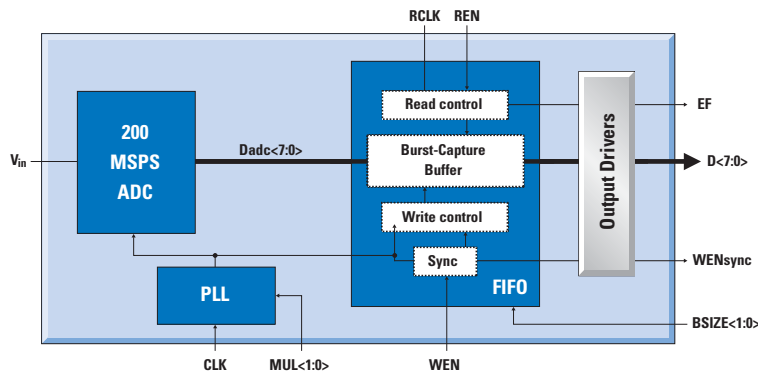 RCLK
REN
Read control
EF
200
MSPS
ADC
Vin
Dadc<7:0>
Burst-Capture
Buffer
Output Drivers
D<7:0>
Write control
Sync
WENsync
PLL
FIFO
BSIZE<1:0>
CLK
MUL<1:0>
WEN